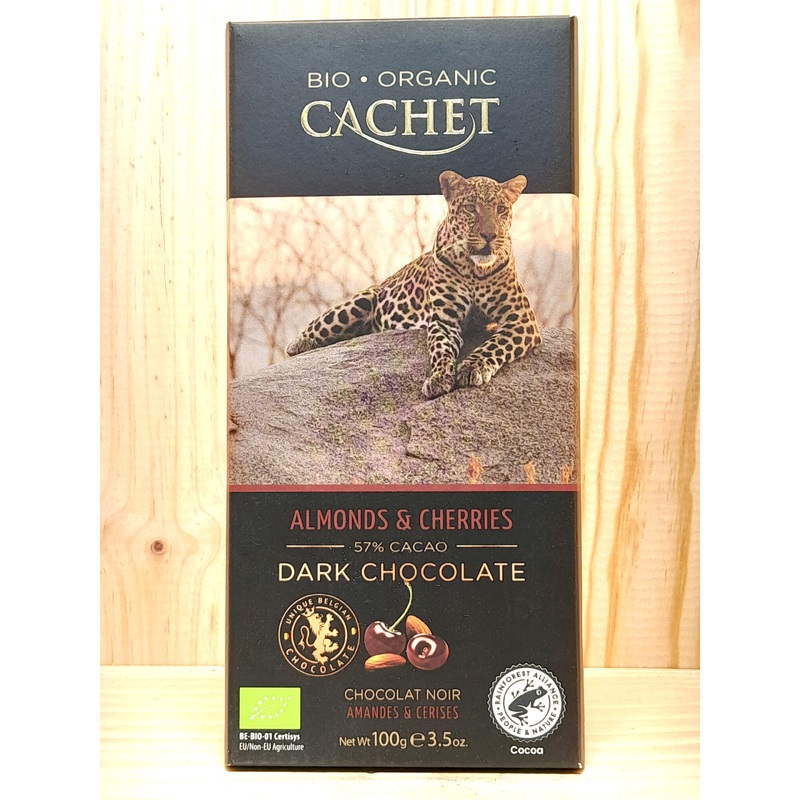 BIO • ORGANIC
CACHET
ALMONDS & CHERRIES
57% CACAO
DARK CHOCOLATE
UNIQUE BELGIAN
CHOCOLATE
CHOCOLAT NOIR
AMANDES & CERISES
Net Wt 100g ℮ 3.5oz.
BE-BIO-01 Certisys
EU/Non-EU Agriculture
RAINFOREST ALLIANCE
PEOPLE & NATURE
Cocoa